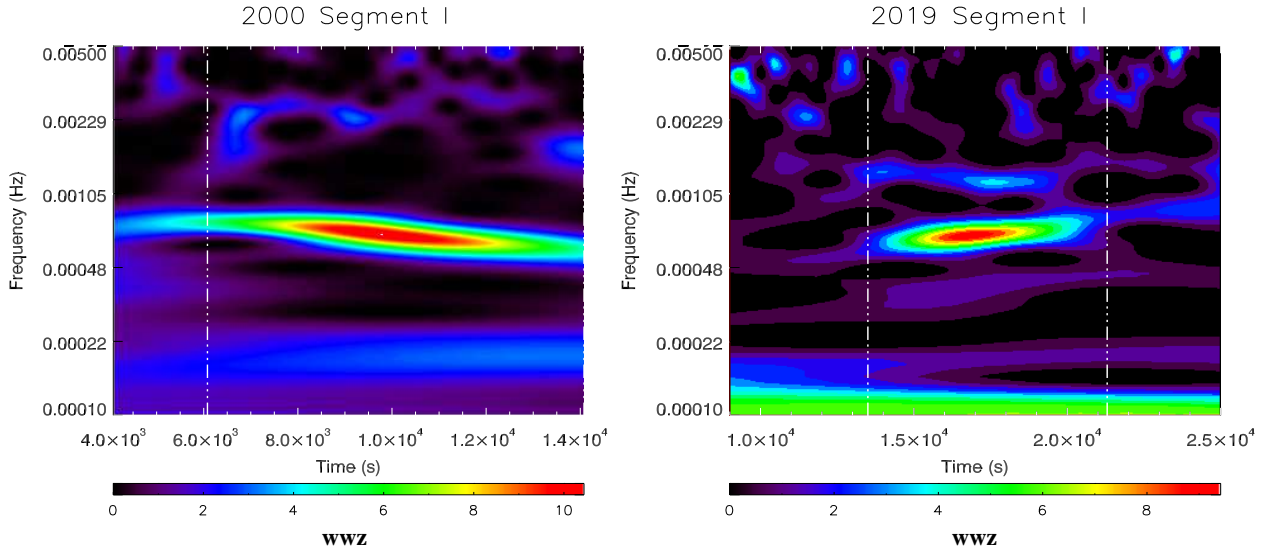 2000 Segment I
0.00500
0.00229
0.00105
0.00048
0.00022
0.00010
Frequency (Hz)
4.0×10³ 6.0×10³ 8.0×10³ 1.0×10⁴ 1.2×10⁴ 1.4×10⁴
Time (s)
0 2 4 6 8 10
wwz
2019 Segment I
0.00500
0.00229
0.00105
0.00048
0.00022
0.00010
Frequency (Hz)
1.0×10⁴ 1.5×10⁴ 2.0×10⁴ 2.5×10⁴
Time (s)
0 2 4 6 8
wwz